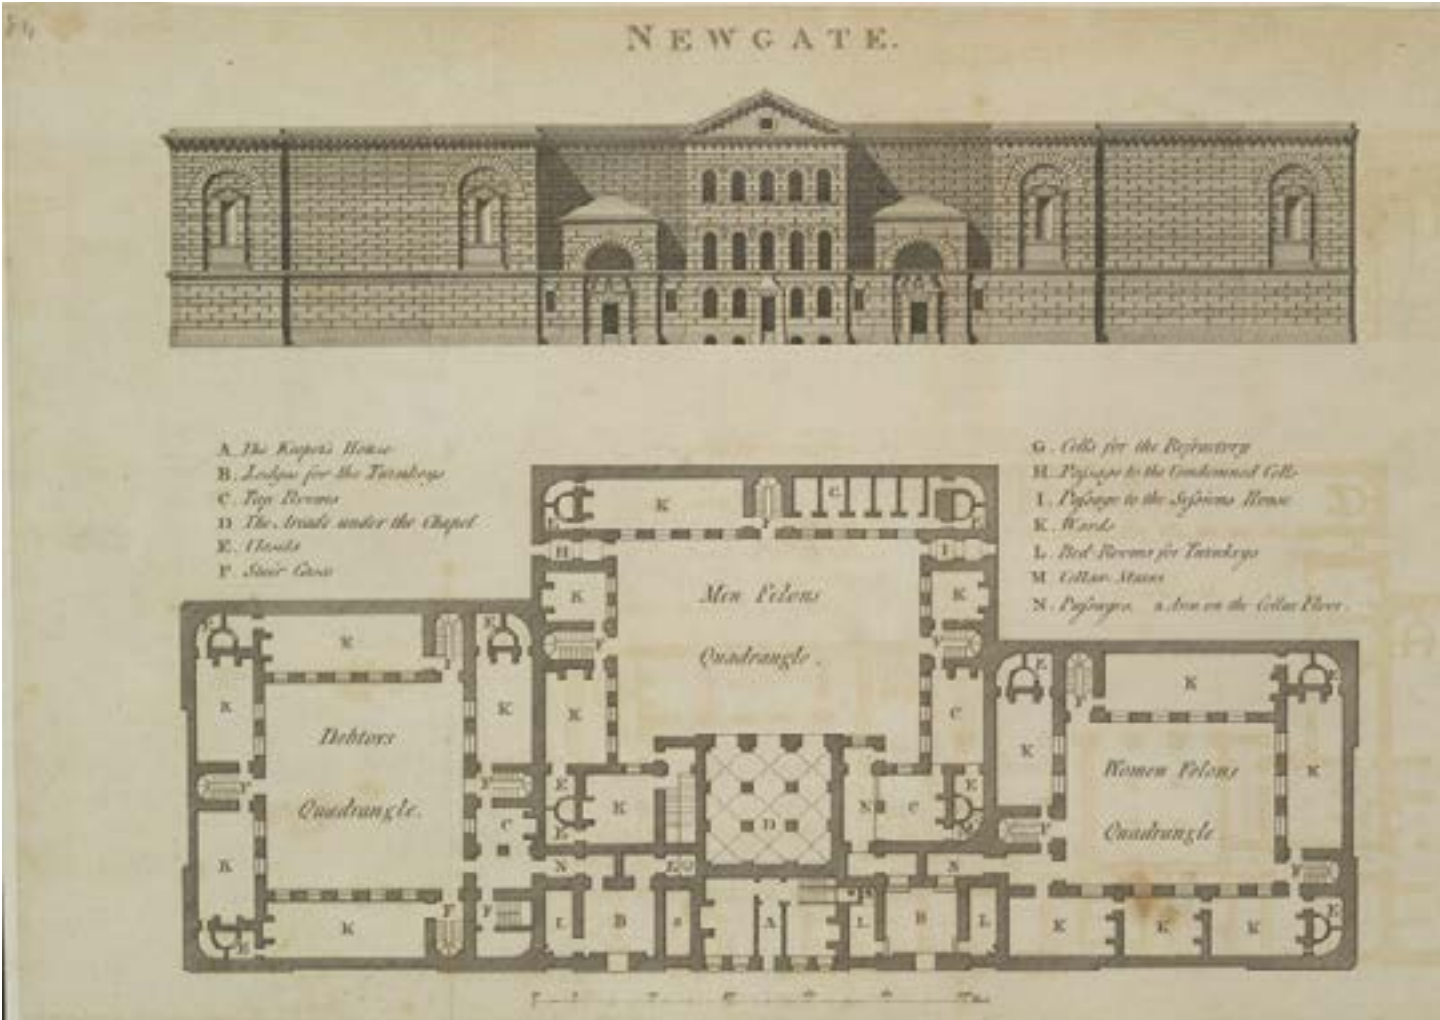 NEWGATE.
A. The Keeper's House
B. Lodges for the Turnkeys
C. Tap Rooms
D. The Arcade under the Chapel
E. Closets
F. Stair Cases
G. Cells for the Refractory
H. Passage to the Condemned Cells
I. Passage to the Sessions House
K. Wards
L. Bed-Rooms for Turnkeys
M. Cellar Stairs
N. Passages. a Area on the Cellar Floor.
K
F
G
E
H
I
Men Felons
Quadrangle.
K
K
F
F
K
C
E
K
E
D
N
C
E
E
K
F
E
K
K
Debtors
Quadrangle.
F
F
C
K
K
F
F
E
N
L
B
a
A
L
B
L
N
E
F
K
E
K
K
Women Felons
Quadrangle
F
F
K
K
K
E